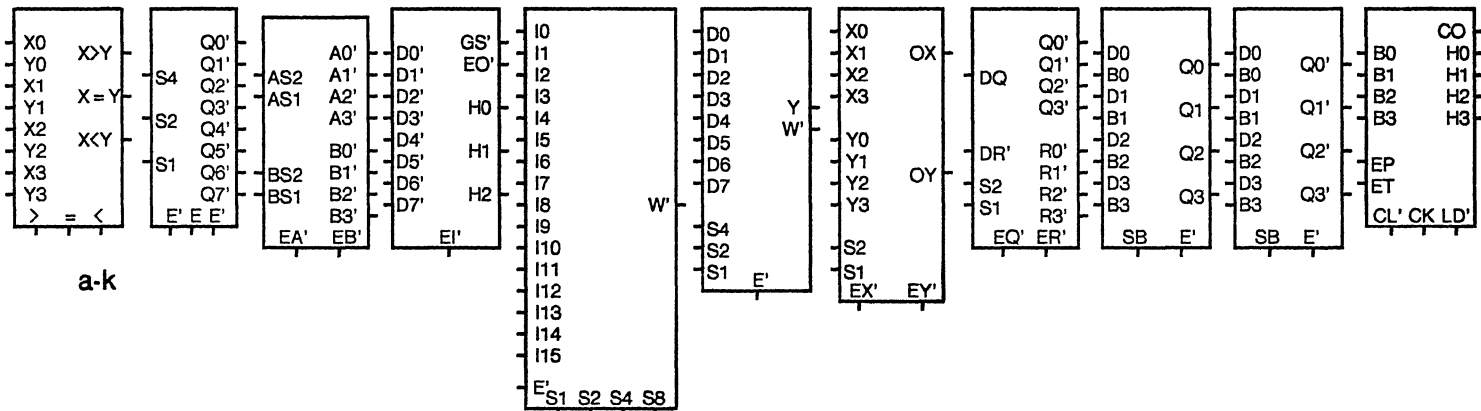 X0
Y0
X1
Y1
X2
Y2
X3
Y3
X>Y
X=Y
X<Y
> = <
a-k
S4
S2
S1
Q0'
Q1'
Q2'
Q3'
Q4'
Q5'
Q6'
Q7'
E' E E'
AS2
AS1
BS2
BS1
A0'
A1'
A2'
A3'
B0'
B1'
B2'
B3'
EA' EB'
D0'
D1'
D2'
D3'
D4'
D5'
D6'
D7'
GS'
EO'
H0
H1
H2
EI'
I0
I1
I2
I3
I4
I5
I6
I7
I8
I9
I10
I11
I12
I13
I14
I15
E'
W'
S1 S2 S4 S8
D0
D1
D2
D3
D4
D5
D6
D7
S4
S2
S1
Y
W'
E'
X0
X1
X2
X3
Y0
Y1
Y2
Y3
S2
S1
OX
OY
EX' EY'
DQ
DR'
S2
S1
Q0'
Q1'
Q2'
Q3'
R0'
R1'
R2'
R3'
EQ' ER'
D0
B0
D1
B1
D2
B2
D3
B3
Q0
Q1
Q2
Q3
SB E'
D0
B0
D1
B1
D2
B2
D3
B3
Q0'
Q1'
Q2'
Q3'
SB E'
B0
B1
B2
B3
EP
ET
CO
H0
H1
H2
H3
CL' CK LD'